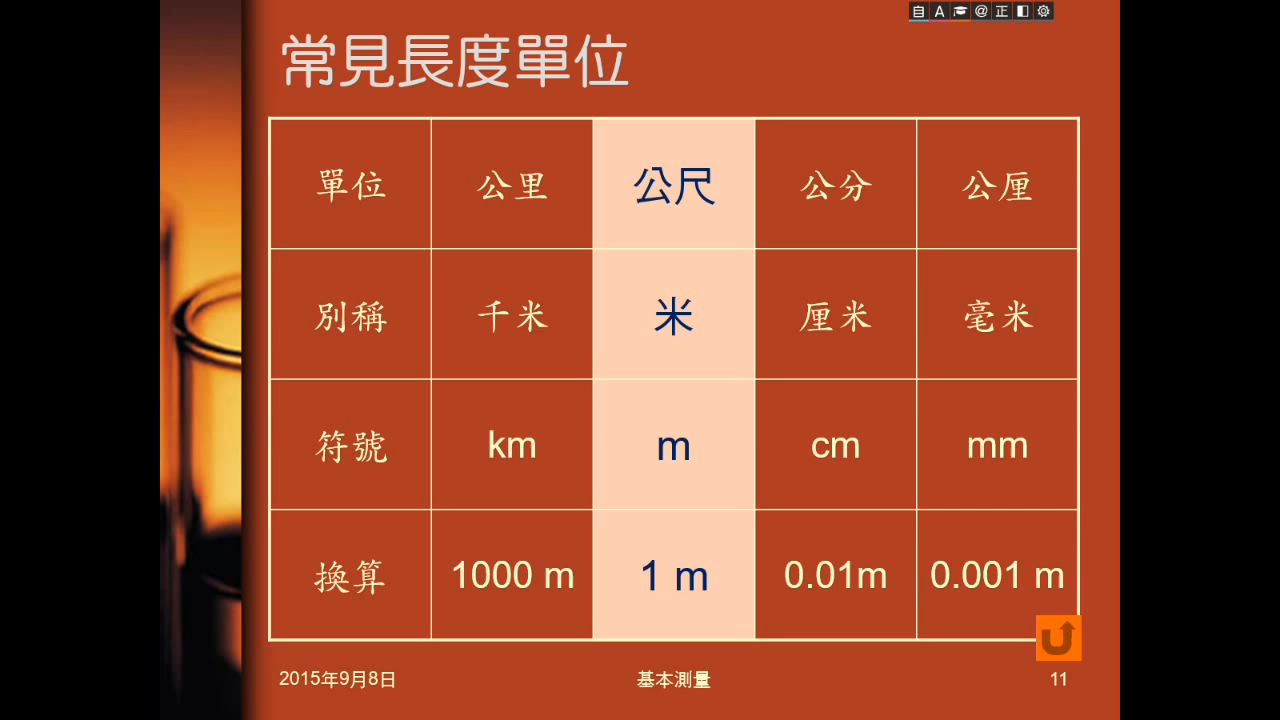 自 A @ 正
常見長度單位
單位 公里 公尺 公分 公厘
別稱 千米 米 厘米 毫米
符號 km m cm mm
換算 1000 m 1 m 0.01m 0.001 m
2015年9月8日 基本測量 11